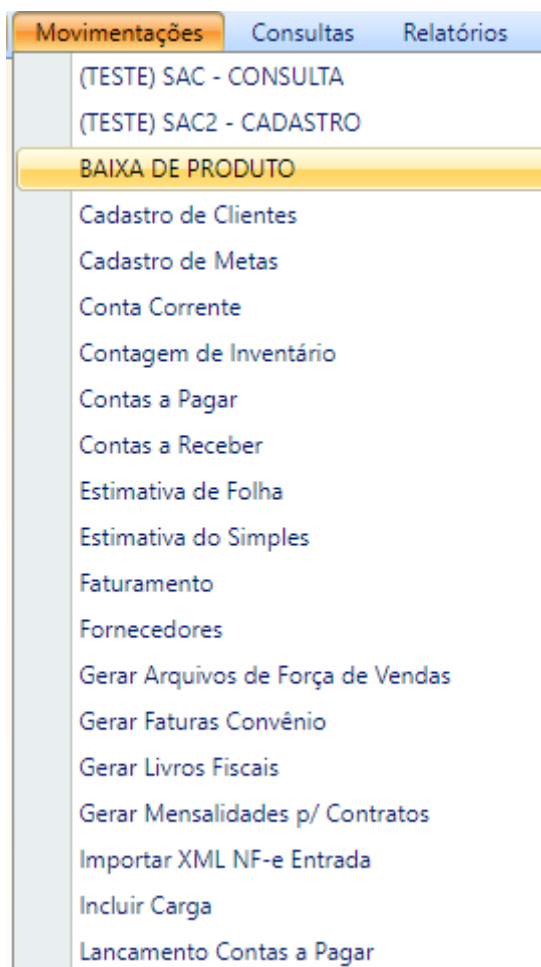 Movimentações Consultas Relatórios
(TESTE) SAC - CONSULTA
(TESTE) SAC2 - CADASTRO
BAIXA DE PRODUTO
Cadastro de Clientes
Cadastro de Metas
Conta Corrente
Contagem de Inventário
Contas a Pagar
Contas a Receber
Estimativa de Folha
Estimativa do Simples
Faturamento
Fornecedores
Gerar Arquivos de Força de Vendas
Gerar Faturas Convênio
Gerar Livros Fiscais
Gerar Mensalidades p/ Contratos
Importar XML NF-e Entrada
Incluir Carga
Lancamento Contas a Pagar